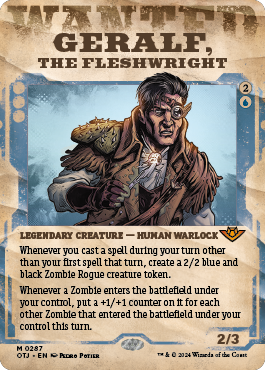 WANTED
GERALF,
THE FLESHWRIGHT
2
LEGENDARY CREATURE — HUMAN WARLOCK
Whenever you cast a spell during your turn other
than your first spell that turn, create a 2/2 blue and
black Zombie Rogue creature token.
Whenever a Zombie enters the battlefield under
your control, put a +1/+1 counter on it for each
other Zombie that entered the battlefield under your
control this turn.
2/3
M 0287
OTJ • EN Pedro Potier
™ & © 2024 Wizards of the Coast